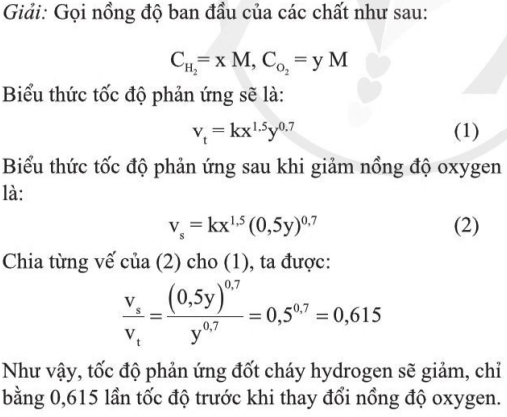 Giải: Gọi nồng độ ban đầu của các chất như sau:
C_{H_2} = x M, C_{O_2} = y M
Biểu thức tốc độ phản ứng sẽ là:
v_t = kx^{1,5}y^{0,7} (1)
Biểu thức tốc độ phản ứng sau khi giảm nồng độ oxygen
là:
v_s = kx^{1,5} (0,5y)^{0,7} (2)
Chia từng vế của (2) cho (1), ta được:
\frac{v_s}{v_t} = \frac{(0,5y)^{0,7}}{y^{0,7}} = 0,5^{0,7} = 0,615
Như vậy, tốc độ phản ứng đốt cháy hydrogen sẽ giảm, chỉ
bằng 0,615 lần tốc độ trước khi thay đổi nồng độ oxygen.